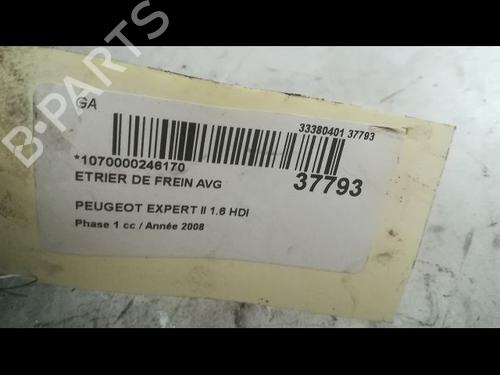 GA
33380401 37793
*1070000246170
ETRIER DE FREIN AVG
37793
PEUGEOT EXPERT II 1.6 HDI
Phase 1 cc / Année 2008
B-PARTS